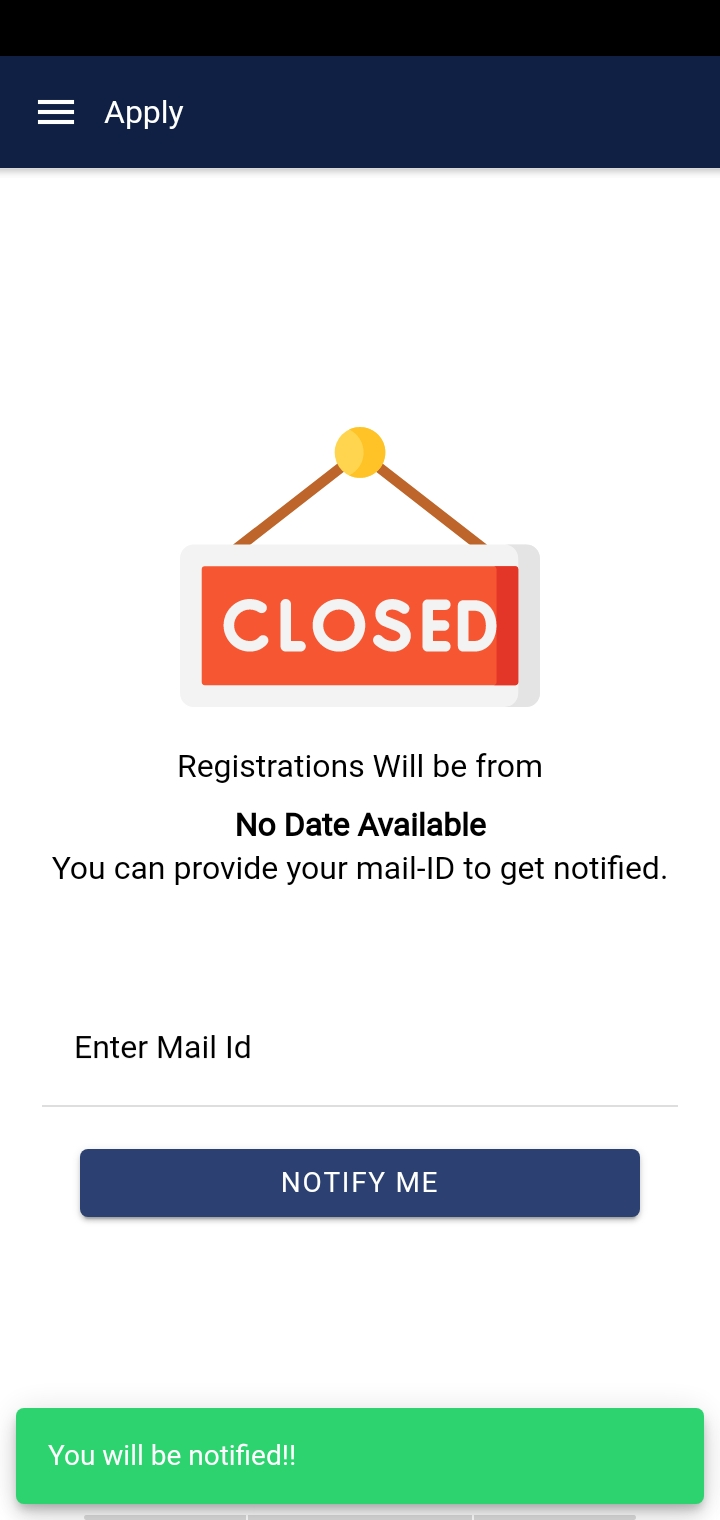 Apply
CLOSED
Registrations Will be from
No Date Available
You can provide your mail-ID to get notified.
Enter Mail Id
NOTIFY ME
You will be notified!!